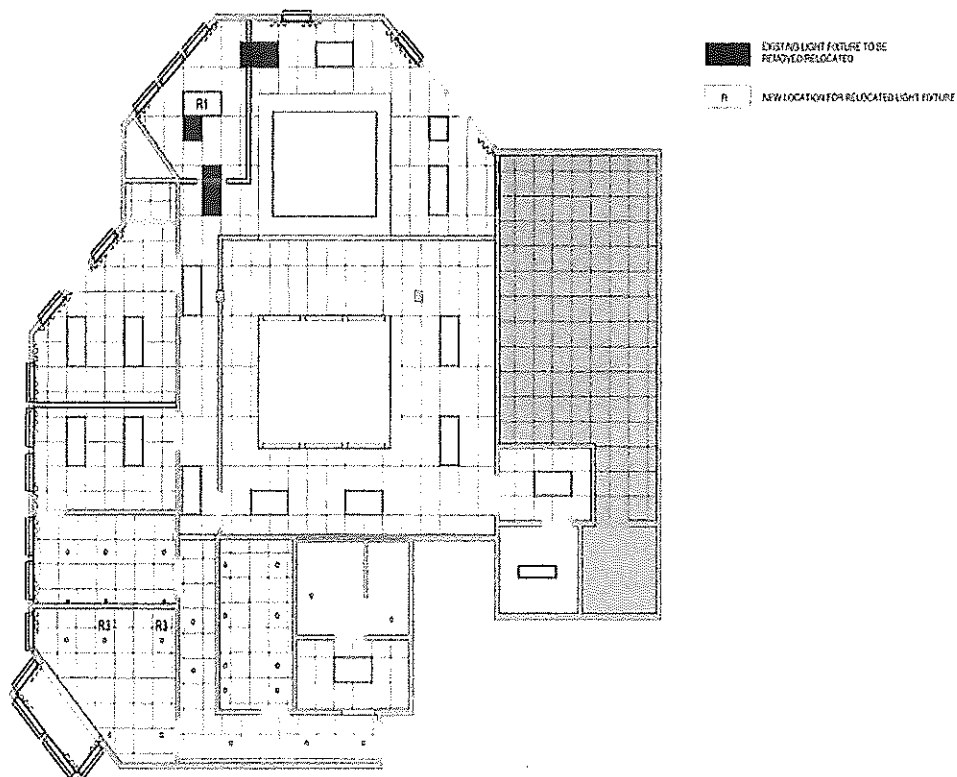 EXISTING LIGHT FIXTURE TO BE
REMOVED RELOCATED
R NEW LOCATION FOR RELOCATED LIGHT FIXTURE
R1
R3 R3